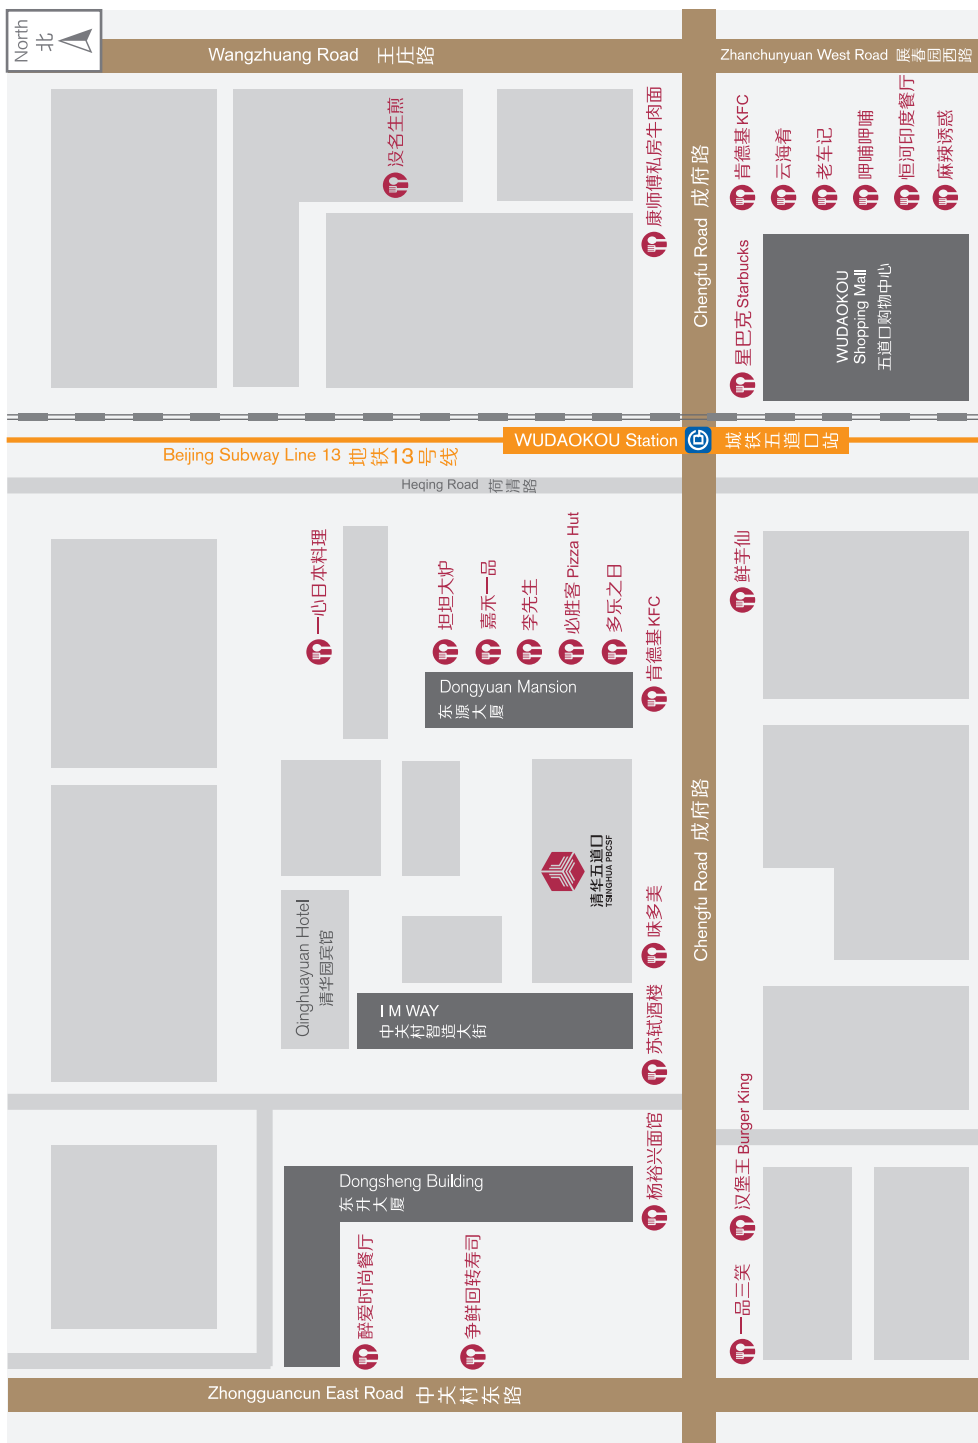 North
北
Wangzhuang Road 王庄路
Zhanchunyuan West Road 展春园西路
没名生煎
康师傅私房牛肉面
Chengfu Road 成府路
肯德基 KFC
云海肴
老车记
呷哺呷哺
恒河印度餐厅
麻辣诱惑
星巴克 Starbucks
WUDAOKOU
Shopping Mall
五道口购物中心
WUDAOKOU Station
城铁五道口站
Beijing Subway Line 13 地铁13号线
Heqing Road 荷清路
一心日本料理
坦坦大炉
嘉禾一品
李先生
必胜客 Pizza Hut
多乐之日
肯德基 KFC
鲜芋仙
Dongyuan Mansion
东源大厦
清华五道口
TSINGHUA PBCSF
Chengfu Road 成府路
Qinghuayuan Hotel
清华园宾馆
味多美
I M WAY
中关村智造大街
苏轼酒楼
Dongsheng Building
东升大厦
杨裕兴面馆
汉堡王 Burger King
醉爱时尚餐厅
争鲜回转寿司
一品三笑
Zhongguancun East Road 中关村东路